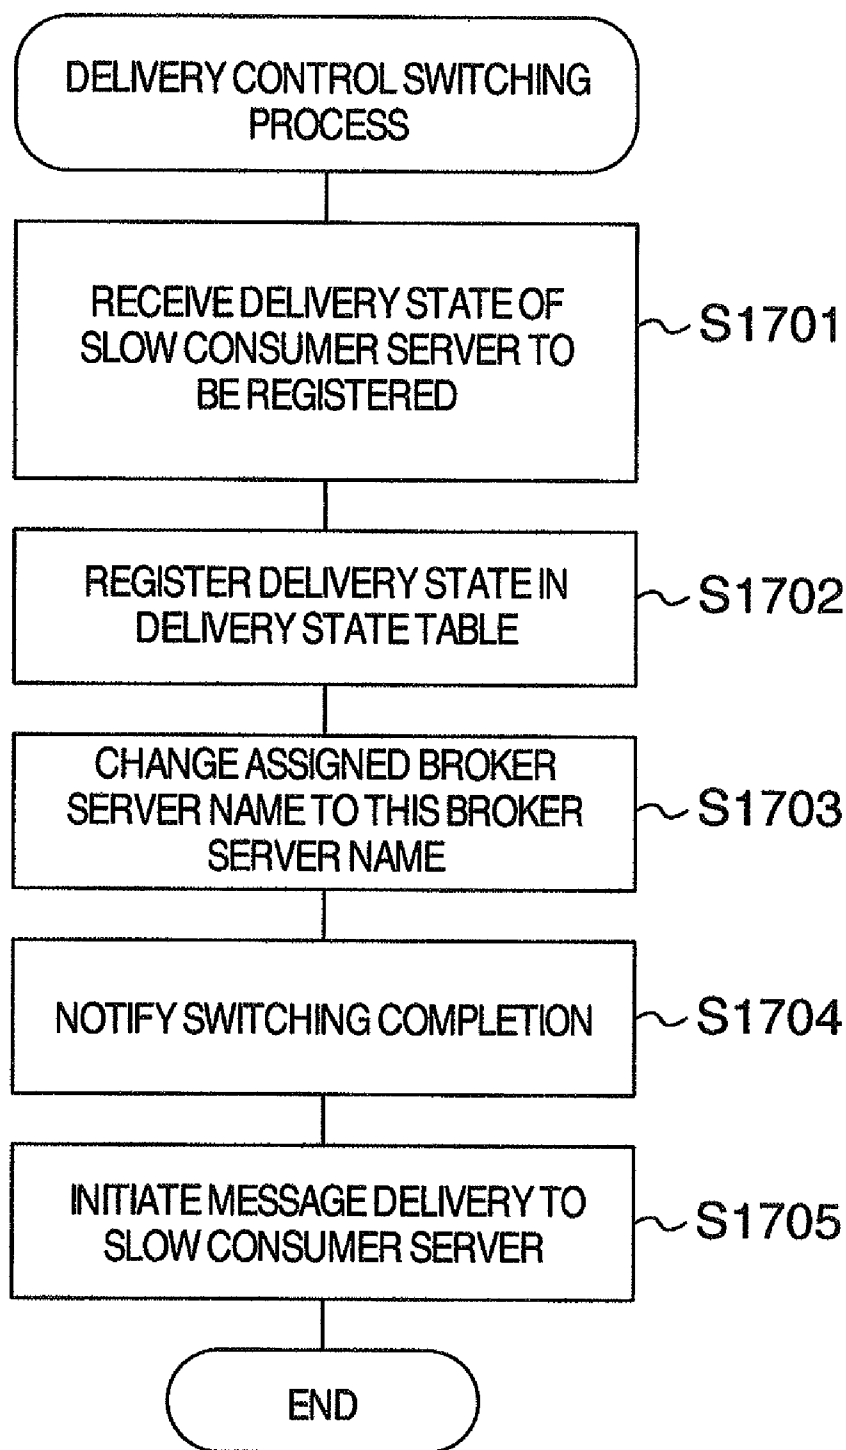 DELIVERY CONTROL SWITCHING
PROCESS
RECEIVE DELIVERY STATE OF
SLOW CONSUMER SERVER TO
BE REGISTERED
S1701
REGISTER DELIVERY STATE IN
DELIVERY STATE TABLE
S1702
CHANGE ASSIGNED BROKER
SERVER NAME TO THIS BROKER
SERVER NAME
S1703
NOTIFY SWITCHING COMPLETION
S1704
INITIATE MESSAGE DELIVERY TO
SLOW CONSUMER SERVER
S1705
END